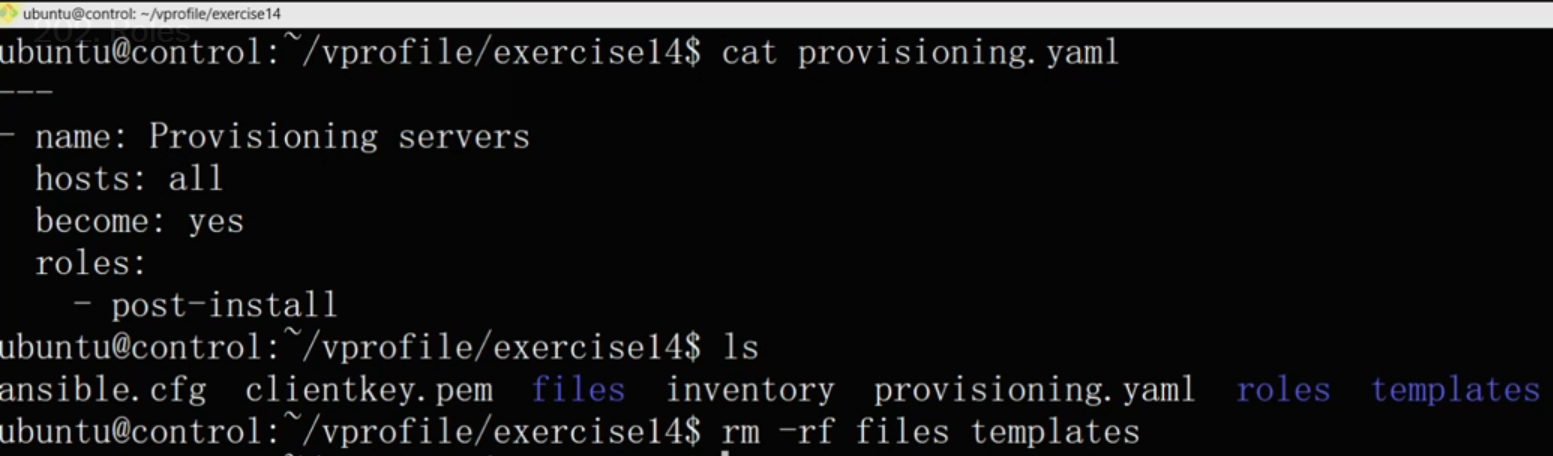 ubuntu@control: ~/vprofile/exercise14
202. Roles
ubuntu@control:~/vprofile/exercise14$ cat provisioning.yaml
---
- name: Provisioning servers
  hosts: all
  become: yes
  roles:
    - post-install
ubuntu@control:~/vprofile/exercise14$ ls
ansible.cfg  clientkey.pem  files  inventory  provisioning.yaml  roles  templates
ubuntu@control:~/vprofile/exercise14$ rm -rf files templates